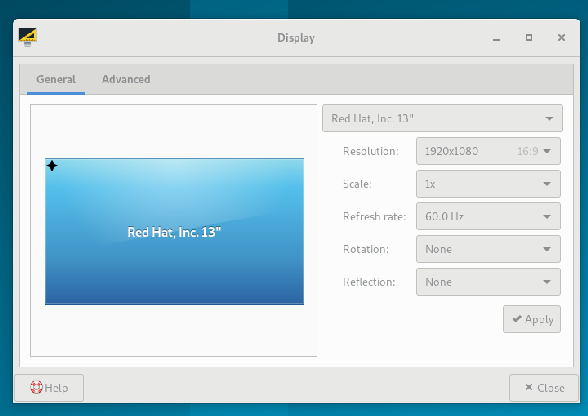 Display
General
Advanced
Red Hat, Inc. 13"
Red Hat, Inc. 13"
Resolution: 1920x1080 16:9
Scale: 1x
Refresh rate: 60.0 Hz
Rotation: None
Reflection: None
Apply
Help
Close